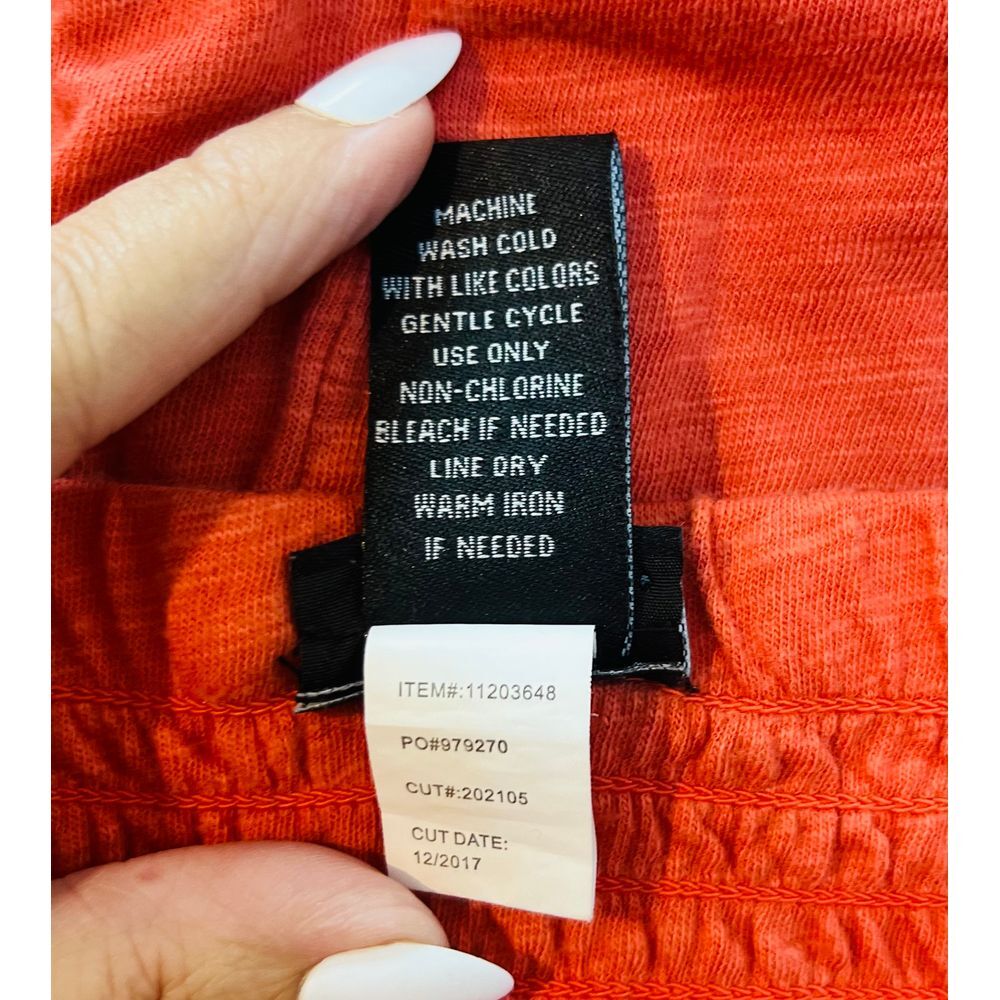 MACHINE
WASH COLD
WITH LIKE COLORS
GENTLE CYCLE
USE ONLY
NON-CHLORINE
BLEACH IF NEEDED
LINE DRY
WARM IRON
IF NEEDED
ITEM#:11203648
PO#979270
CUT#:202105
CUT DATE:
12/2017